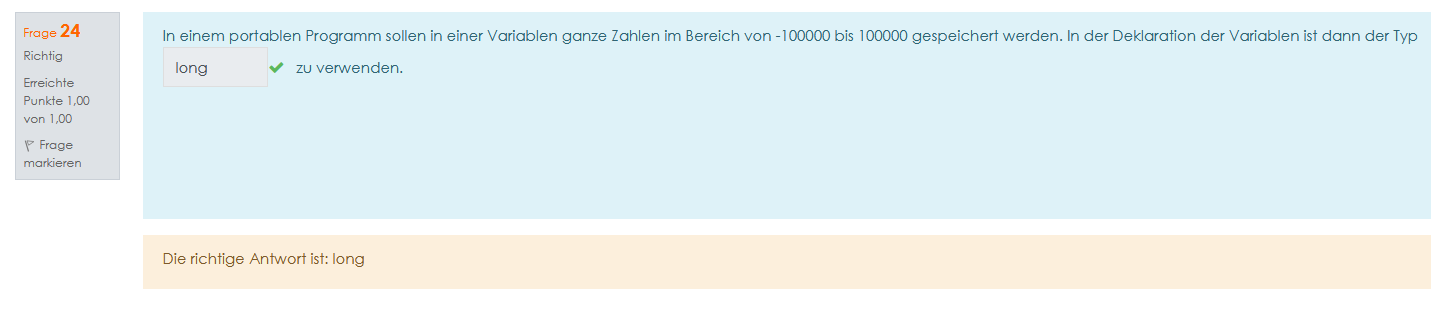 Frage 24
Richtig
Erreichte
Punkte 1,00
von 1,00
Frage
markieren
In einem portablen Programm sollen in einer Variablen ganze Zahlen im Bereich von -100000 bis 100000 gespeichert werden. In der Deklaration der Variablen ist dann der Typ
long zu verwenden.
Die richtige Antwort ist: long